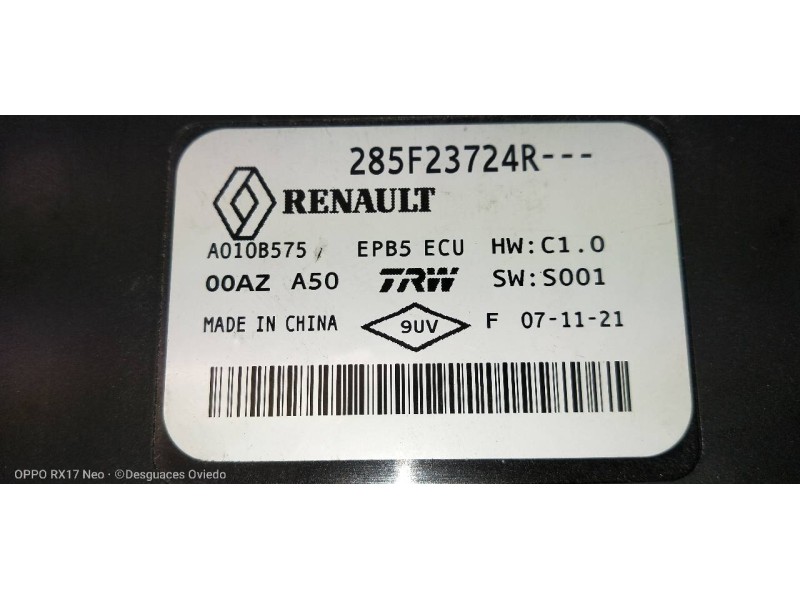 285F23724R---
RENAULT
A010B575 EPB5 ECU HW:C1.0
00AZ A50 TRW SW:S001
MADE IN CHINA 9UV F 07-11-21
OPPO RX17 Neo · ©Desguaces Oviedo